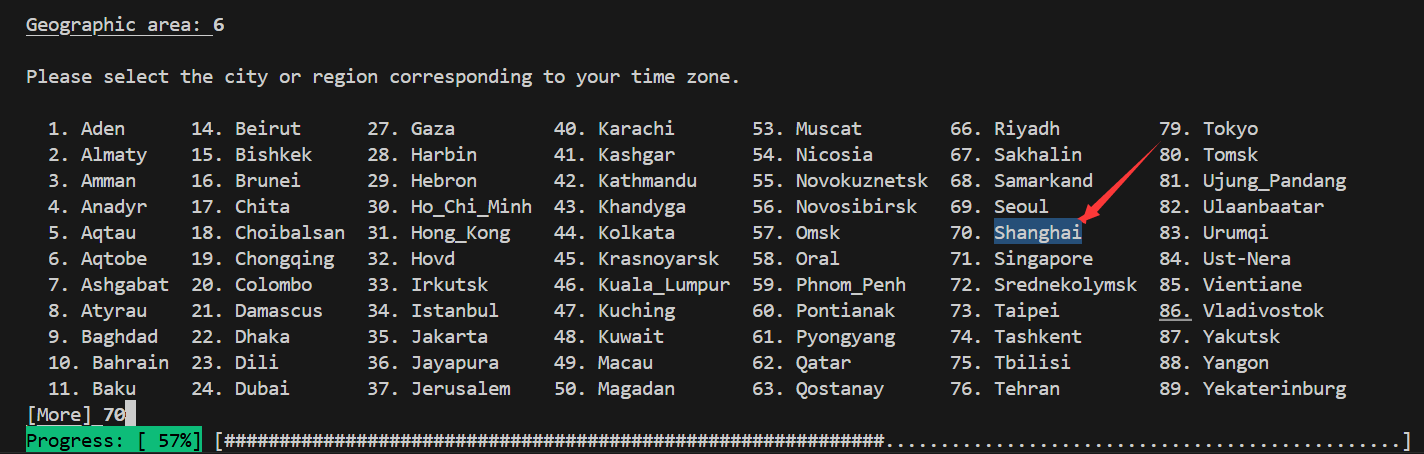 Geographic area: 6
Please select the city or region corresponding to your time zone.
1. Aden 14. Beirut 27. Gaza 40. Karachi 53. Muscat 66. Riyadh 79. Tokyo
2. Almaty 15. Bishkek 28. Harbin 41. Kashgar 54. Nicosia 67. Sakhalin 80. Tomsk
3. Amman 16. Brunei 29. Hebron 42. Kathmandu 55. Novokuznetsk 68. Samarkand 81. Ujung_Pandang
4. Anadyr 17. Chita 30. Ho_Chi_Minh 43. Khandyga 56. Novosibirsk 69. Seoul 82. Ulaanbaatar
5. Aqtau 18. Choibalsan 31. Hong_Kong 44. Kolkata 57. Omsk 70. Shanghai 83. Urumqi
6. Aqtobe 19. Chongqing 32. Hovd 45. Krasnoyarsk 58. Oral 71. Singapore 84. Ust-Nera
7. Ashgabat 20. Colombo 33. Irkutsk 46. Kuala_Lumpur 59. Phnom_Penh 72. Srednekolymsk 85. Vientiane
8. Atyrau 21. Damascus 34. Istanbul 47. Kuching 60. Pontianak 73. Taipei 86. Vladivostok
9. Baghdad 22. Dhaka 35. Jakarta 48. Kuwait 61. Pyongyang 74. Tashkent 87. Yakutsk
10. Bahrain 23. Dili 36. Jayapura 49. Macau 62. Qatar 75. Tbilisi 88. Yangon
11. Baku 24. Dubai 37. Jerusalem 50. Magadan 63. Qostanay 76. Tehran 89. Yekaterinburg
[More] 70
Progress: [ 57%] [############################################################...............................................]